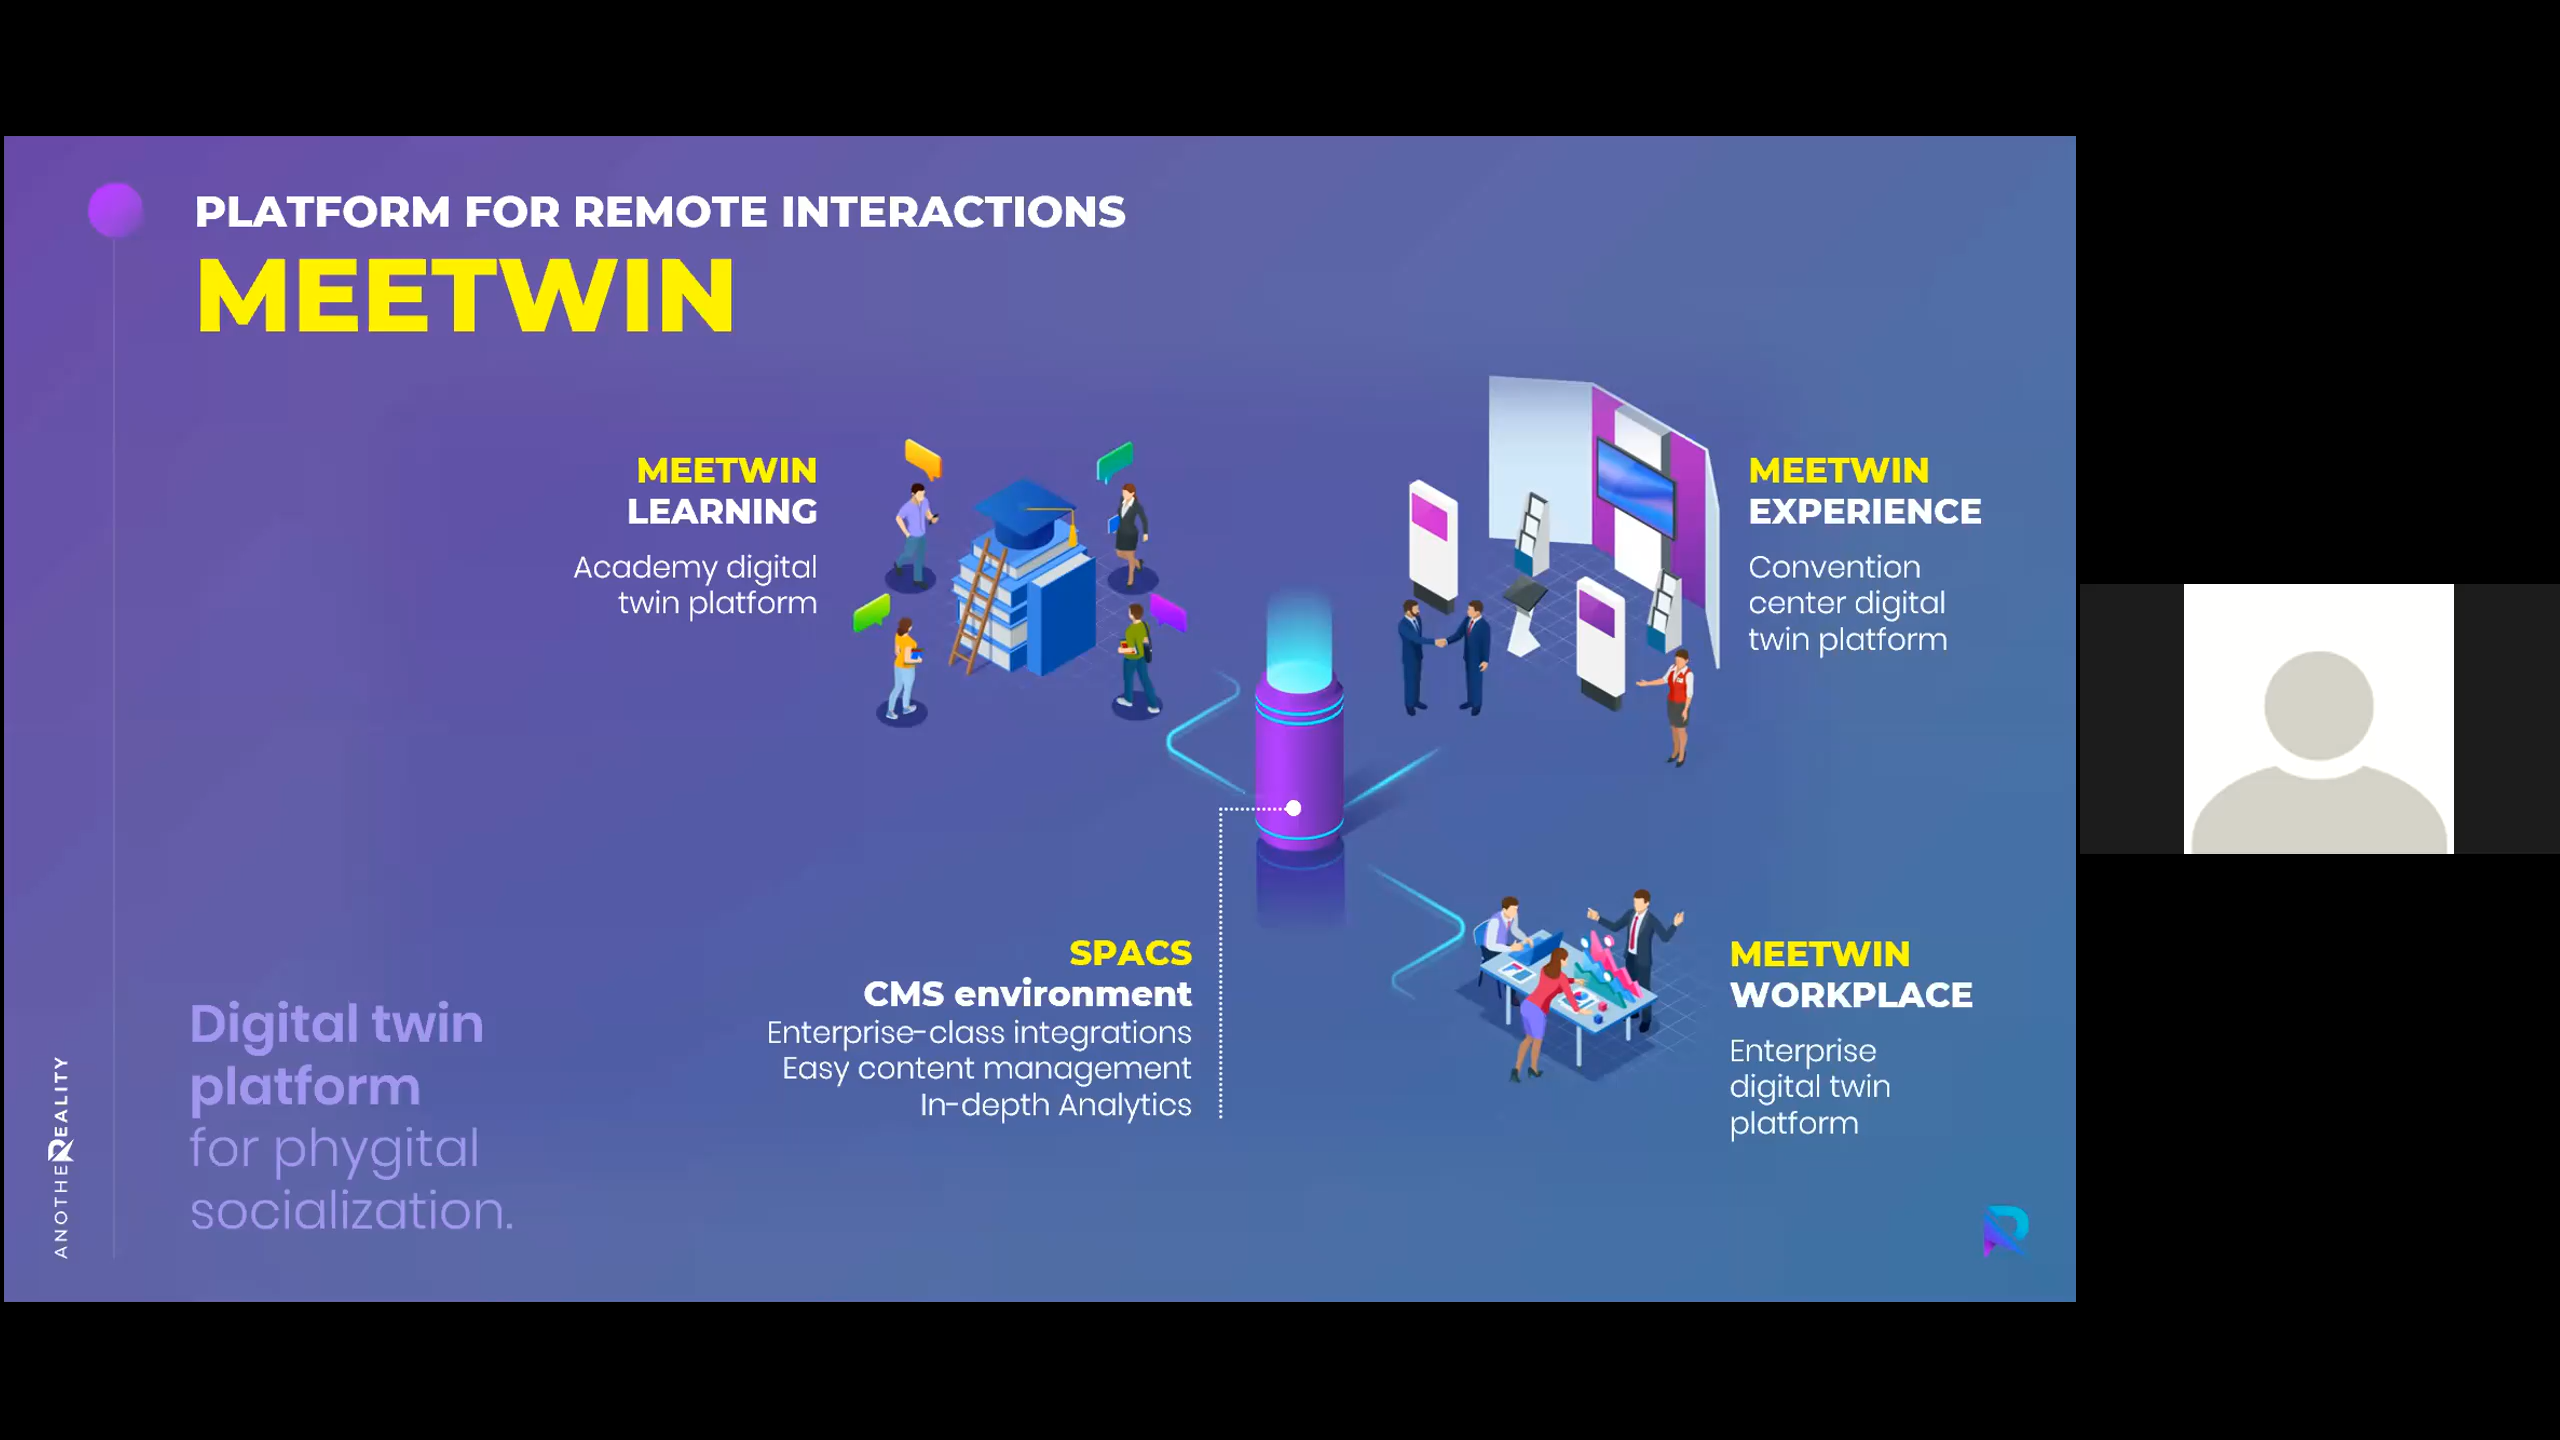 PLATFORM FOR REMOTE INTERACTIONS
MEETWIN
MEETWIN
LEARNING
Academy digital
twin platform
MEETWIN
EXPERIENCE
Convention
center digital
twin platform
SPACS
CMS environment
Enterprise-class integrations
Easy content management
In-depth Analytics
MEETWIN
WORKPLACE
Enterprise
digital twin
platform
Digital twin
platform
for phygital
socialization.
ANOTHEREALITY